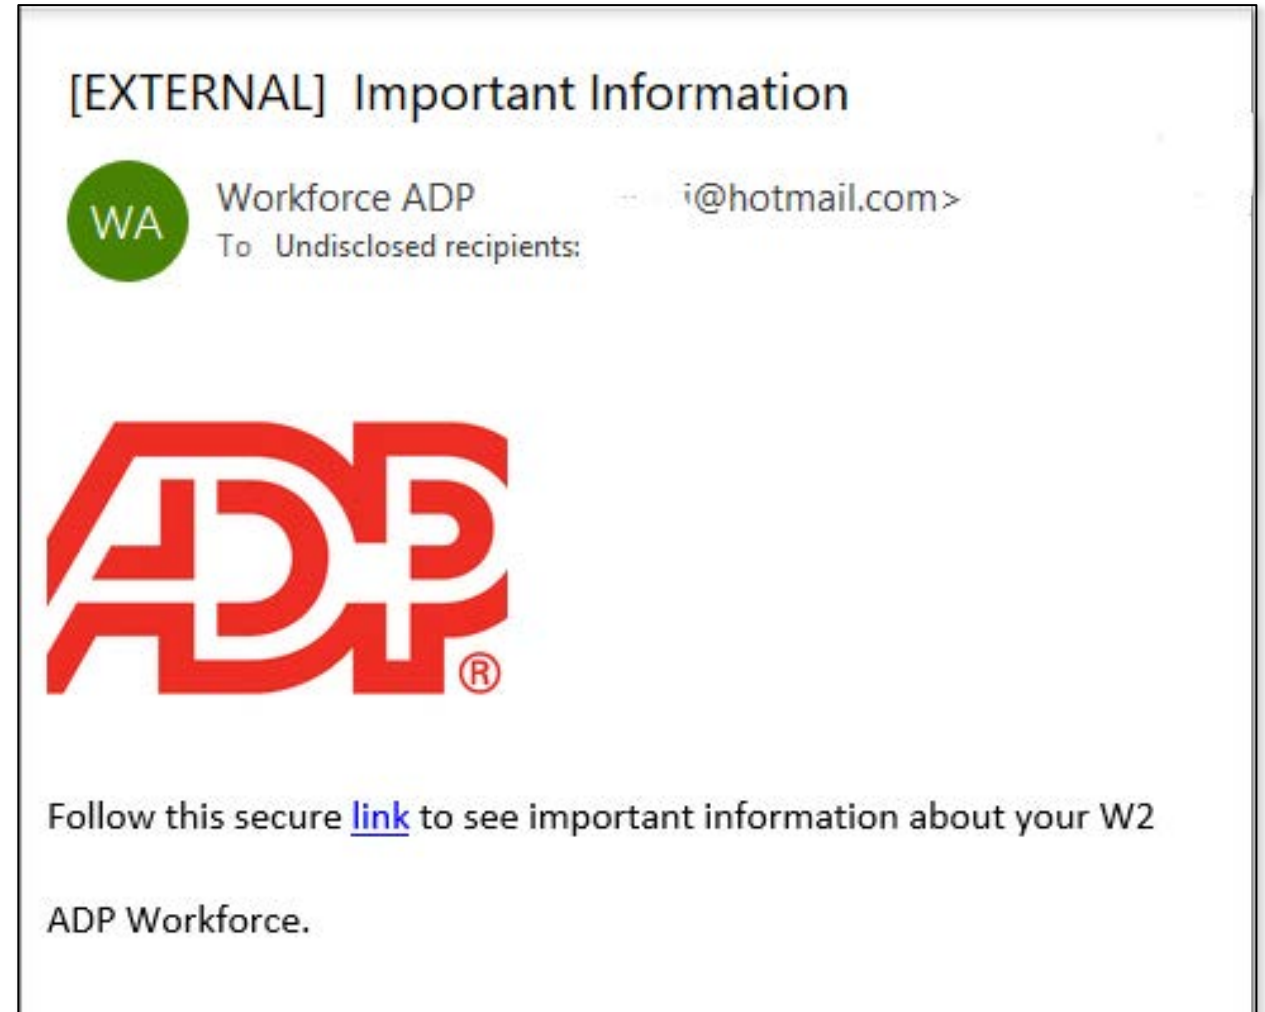 [EXTERNAL] Important Information
WA
Workforce ADP i@hotmail.com>
To Undisclosed recipients:
ADP®
Follow this secure link to see important information about your W2
ADP Workforce.